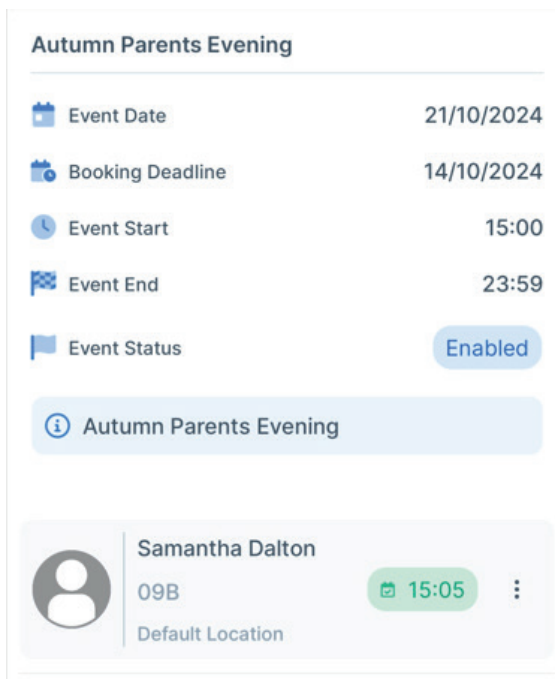 Autumn Parents Evening
Event Date 21/10/2024
Booking Deadline 14/10/2024
Event Start 15:00
Event End 23:59
Event Status Enabled
Autumn Parents Evening
Samantha Dalton
09B 15:05
Default Location